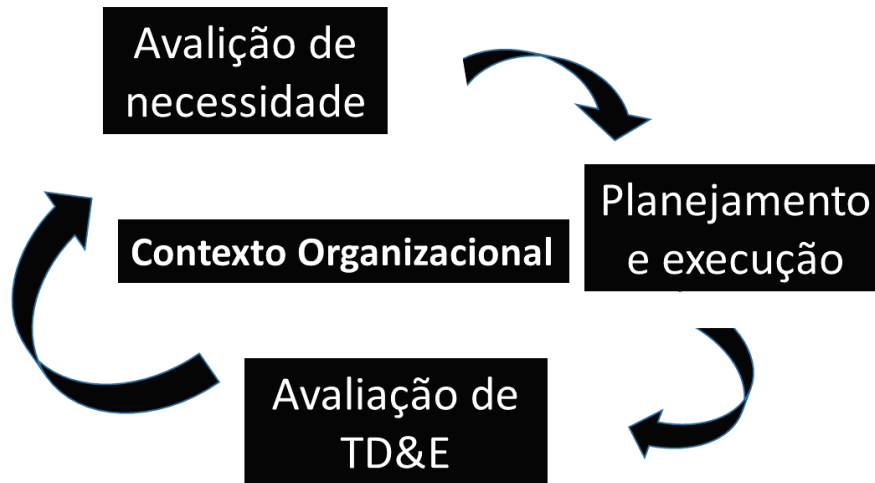 Avalição de
necessidade
Planejamento
e execução
Contexto Organizacional
Avaliação de
TD&E